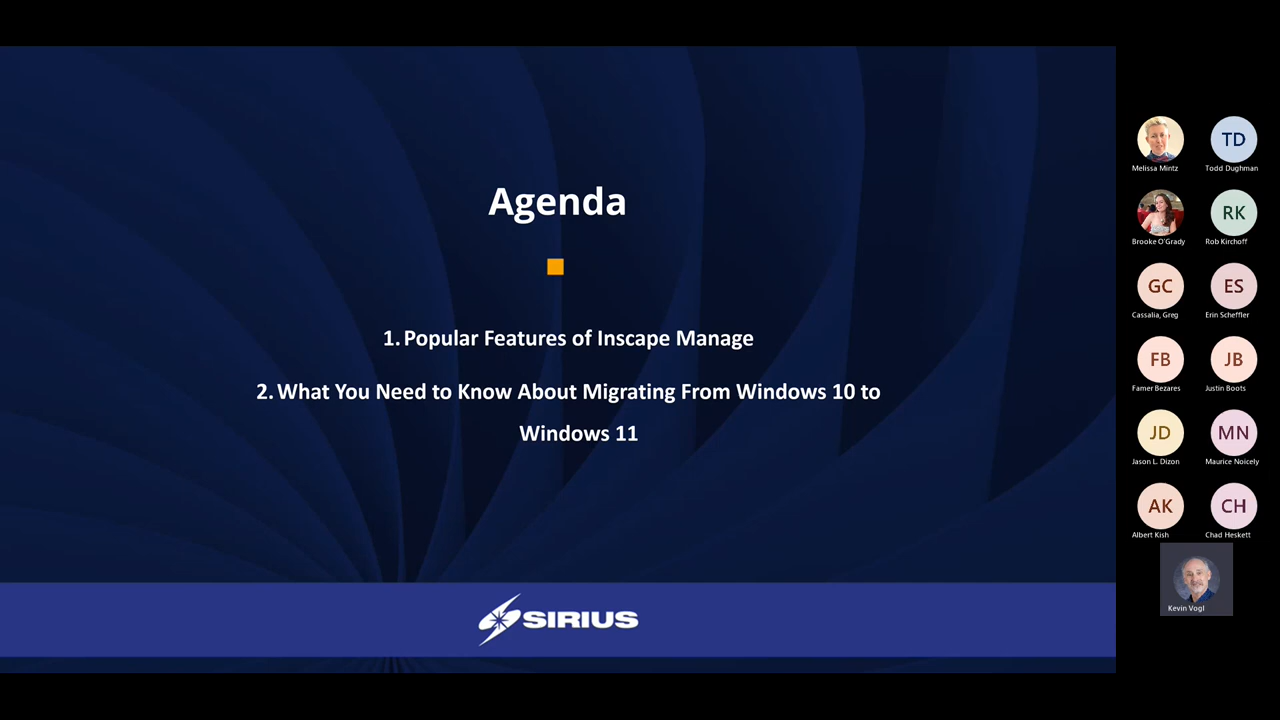 Agenda
1. Popular Features of Inscape Manage
2. What You Need to Know About Migrating From Windows 10 to
Windows 11
SIRIUS
Melissa Mintz
TD
Todd Dughman
Brooke O'Grady
RK
Rob Kirchoff
GC
Cassalia, Greg
ES
Erin Scheffler
FB
Famer Bezares
JB
Justin Boots
JD
Jason L. Dizon
MN
Maurice Noicely
AK
Albert Kish
CH
Chad Heskett
Kevin Vogl